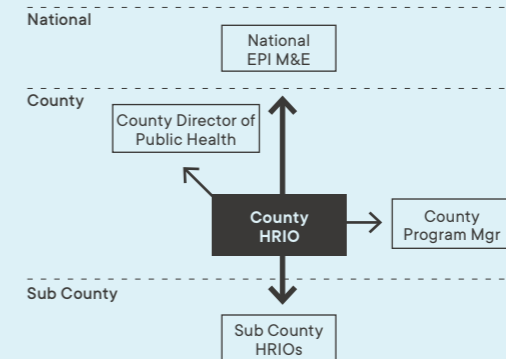 National
National
EPI M&E
County
County Director of
Public Health
County
HRIO
County
Program Mgr
Sub County
Sub County
HRIOs